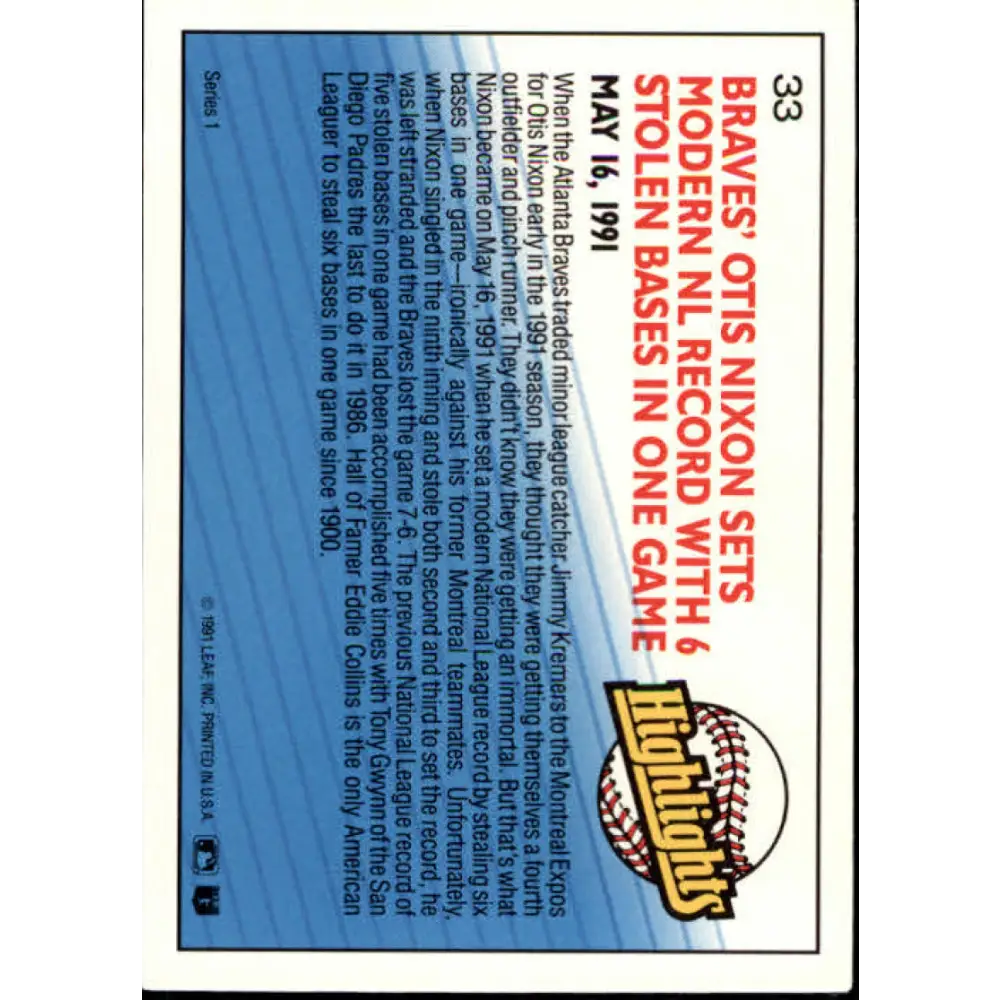 33
BRAVES' OTIS NIXON SETS
MODERN NL RECORD WITH 6
STOLEN BASES IN ONE GAME
MAY 16, 1991
Highlights
When the Atlanta Braves traded minor league catcher Jimmy Kremers to the Montreal Expos
for Otis Nixon early in the 1991 season, they thought they were getting themselves a fourth
outfielder and pinch runner. They didn't know they were getting an immortal. But that's what
Nixon became on May 16, 1991 when he set a modern National League record by stealing six
bases in one game—ironically against his former Montreal teammates. Unfortunately,
when Nixon singled in the ninth inning and stole both second and third to set the record, he
was left stranded and the Braves lost the game 7-6. The previous National League record of
five stolen bases in one game had been accomplished five times with Tony Gwynn of the San
Diego Padres the last to do it in 1986. Hall of Famer Eddie Collins is the only American
Leaguer to steal six bases in one game since 1900.
Series 1
© 1991 LEAF, INC. PRINTED IN U.S.A.